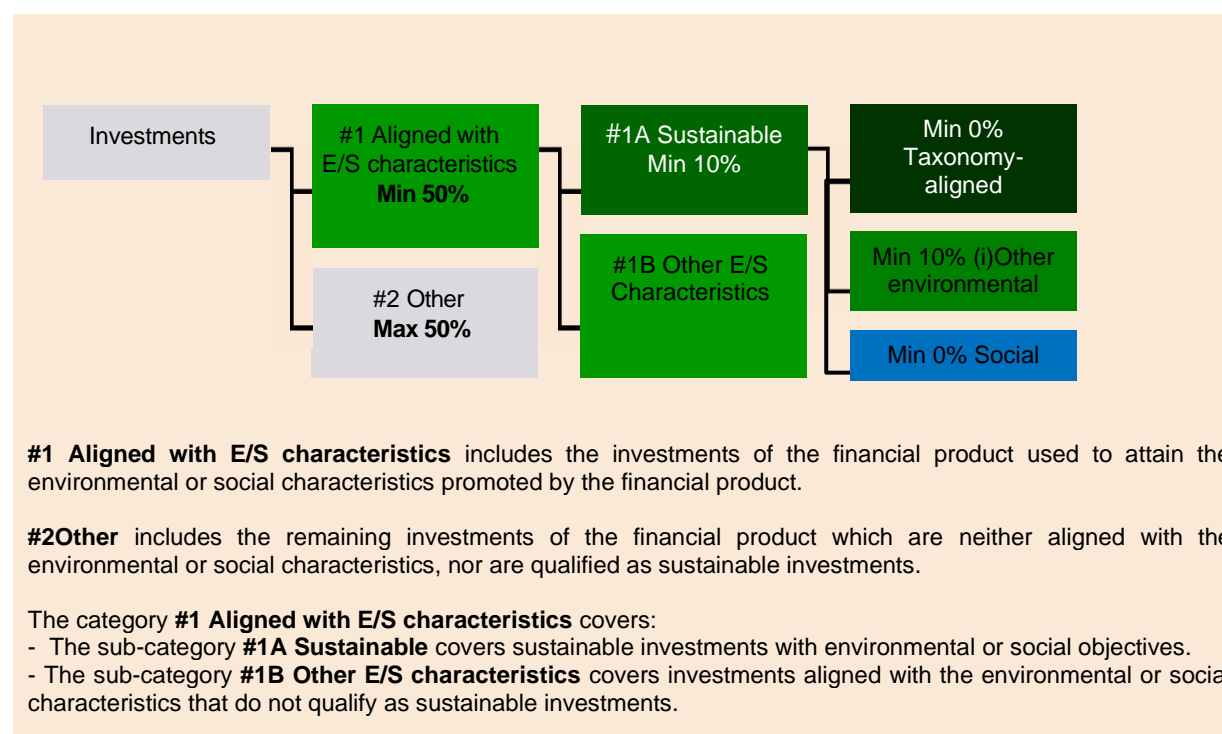 Investments
#1 Aligned with
E/S characteristics
Min 50%
#2 Other
Max 50%
#1A Sustainable
Min 10%
#1B Other E/S
Characteristics
Min 0%
Taxonomy-
aligned
Min 10% (i)Other
environmental
Min 0% Social
#1 Aligned with E/S characteristics includes the investments of the financial product used to attain the
environmental or social characteristics promoted by the financial product.
#2Other includes the remaining investments of the financial product which are neither aligned with the
environmental or social characteristics, nor are qualified as sustainable investments.
The category #1 Aligned with E/S characteristics covers:
- The sub-category #1A Sustainable covers sustainable investments with environmental or social objectives.
- The sub-category #1B Other E/S characteristics covers investments aligned with the environmental or social
characteristics that do not qualify as sustainable investments.